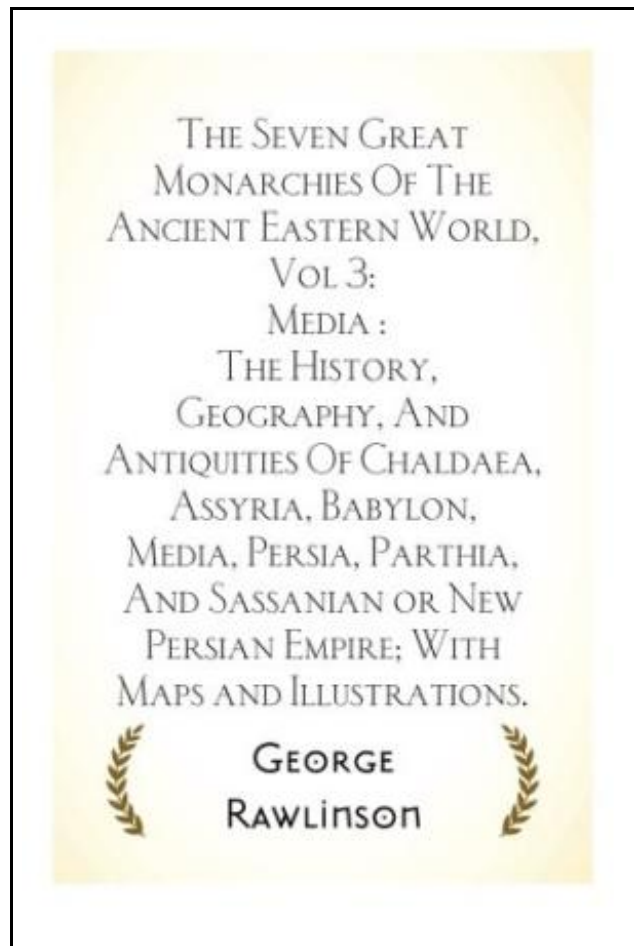 The Seven Great
Monarchies Of The
Ancient Eastern World,
Vol 3:
Media :
The History,
Geography, And
Antiquities Of Chaldaea,
Assyria, Babylon,
Media, Persia, Parthia,
And Sassanian or New
Persian Empire; With
Maps and Illustrations.
George
Rawlinson